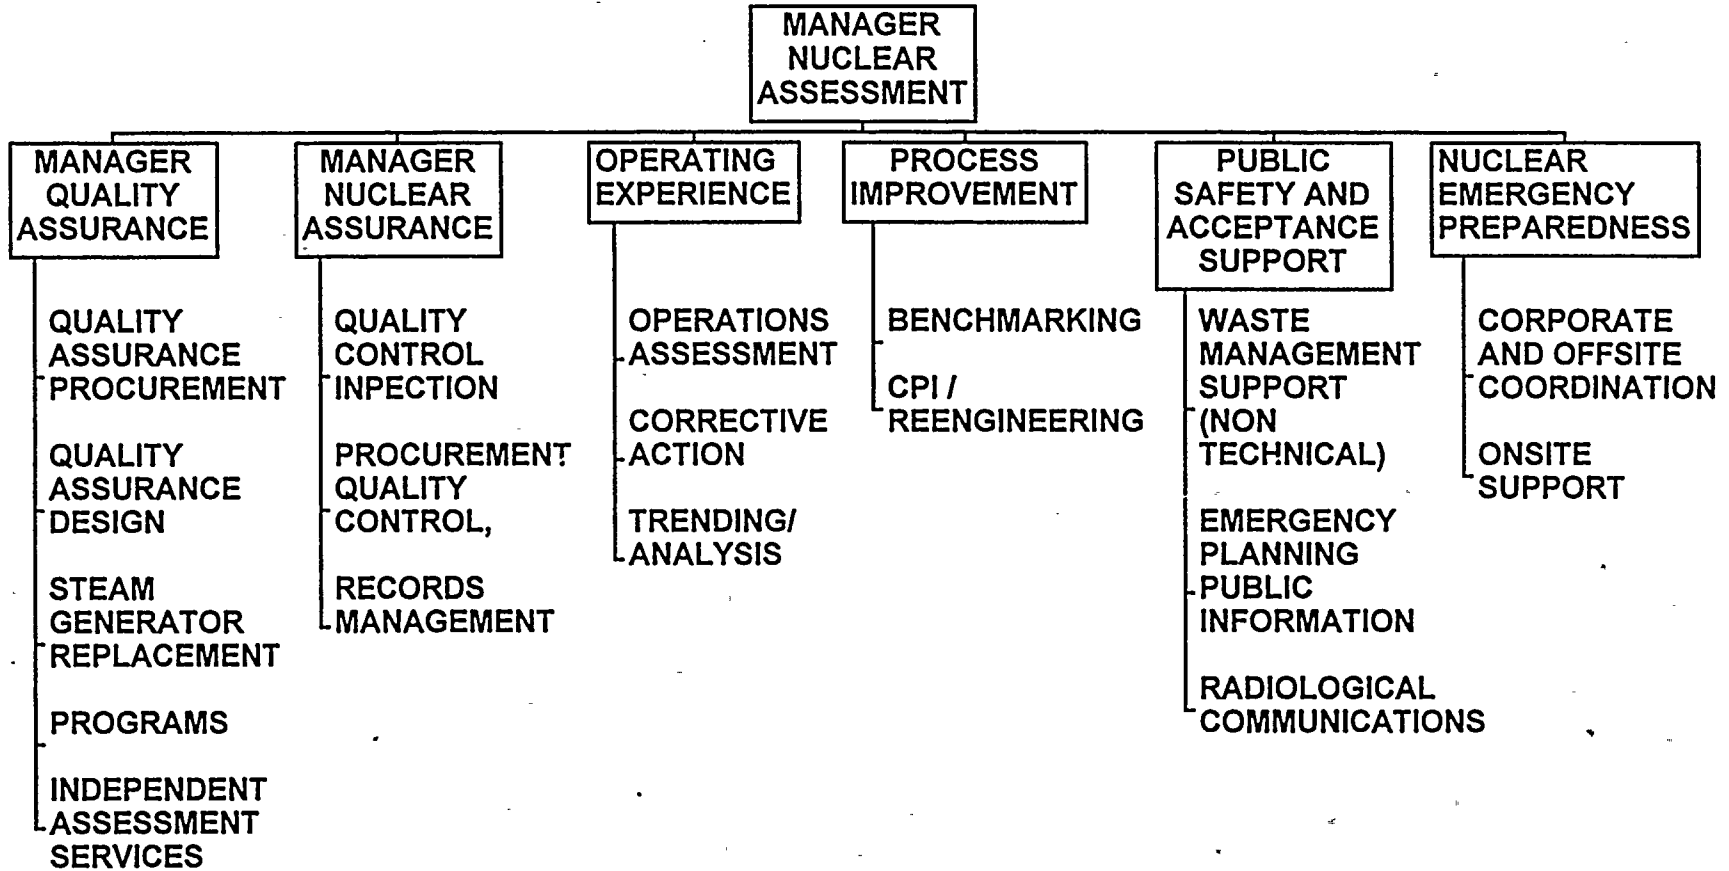 MANAGER
NUCLEAR
ASSESSMENT
MANAGER
QUALITY
ASSURANCE
QUALITY
ASSURANCE
PROCUREMENT
QUALITY
ASSURANCE
DESIGN
STEAM
GENERATOR
REPLACEMENT
PROGRAMS
INDEPENDENT
ASSESSMENT
SERVICES
MANAGER
NUCLEAR
ASSURANCE
QUALITY
CONTROL
INPECTION
PROCUREMENT
QUALITY
CONTROL,
RECORDS
MANAGEMENT
OPERATING
EXPERIENCE
OPERATIONS
ASSESSMENT
CORRECTIVE
ACTION
TRENDING/
ANALYSIS
PROCESS
IMPROVEMENT
BENCHMARKING
CPI /
REENGINEERING
PUBLIC
SAFETY AND
ACCEPTANCE
SUPPORT
WASTE
MANAGEMENT
SUPPORT
(NON
TECHNICAL)
EMERGENCY
PLANNING
PUBLIC
INFORMATION
RADIOLOGICAL
COMMUNICATIONS
NUCLEAR
EMERGENCY
PREPAREDNESS
CORPORATE
AND OFFSITE
COORDINATION
ONSITE
SUPPORT